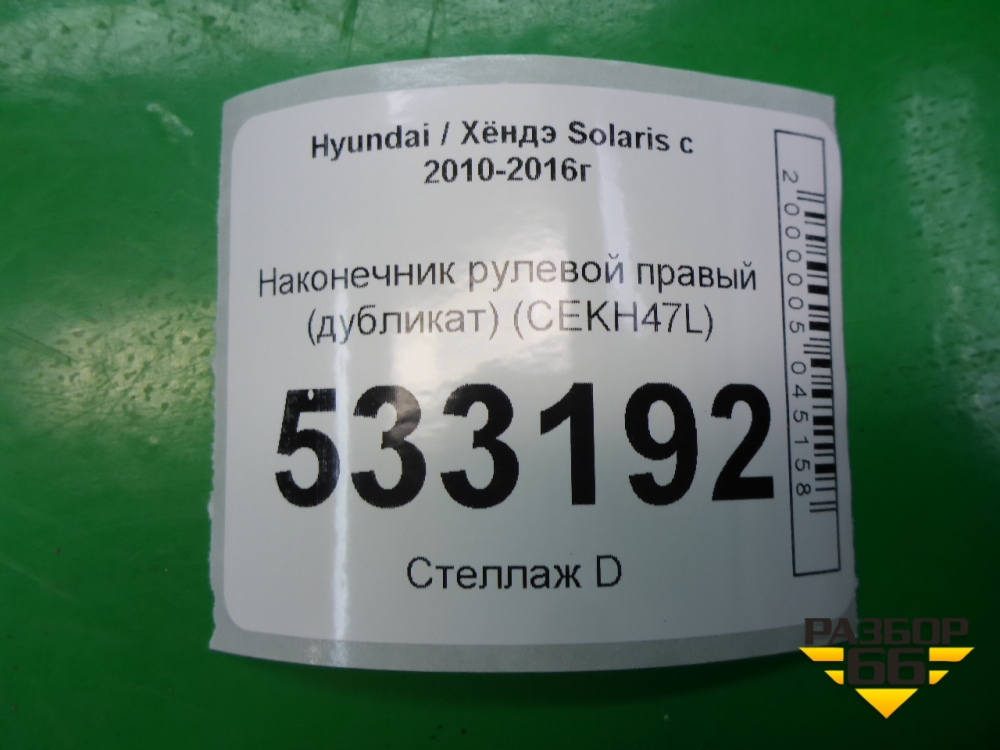 Hyundai / Хёндэ Solaris с
2010-2016г
Наконечник рулевой правый
(дубликат) (CEKH47L)
533192
Стеллаж D
2000005045158
РАЗБОР
66